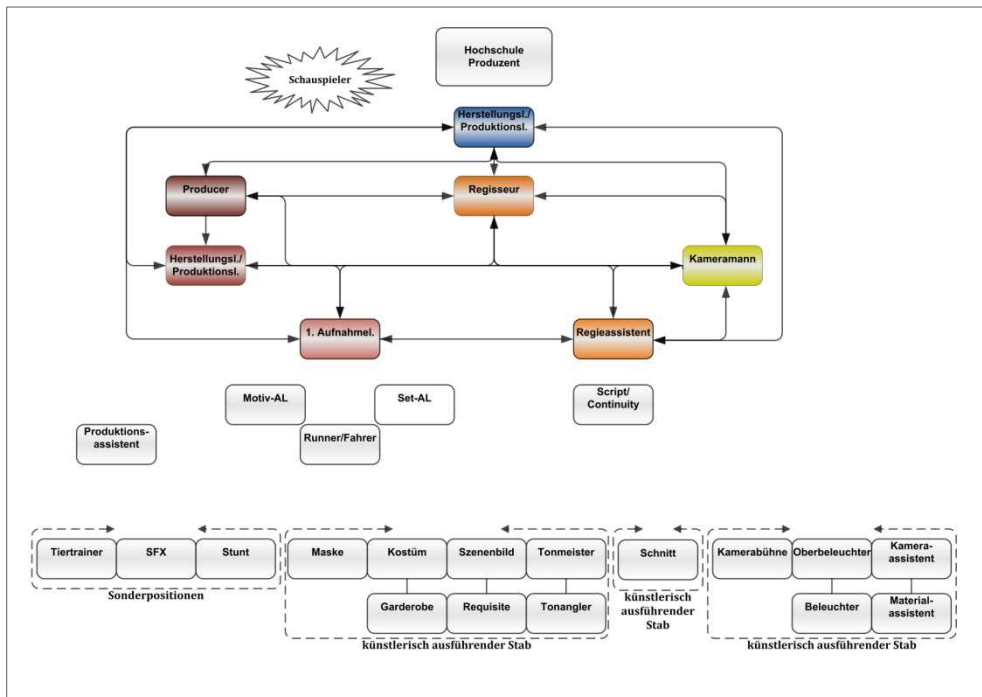 Hochschule
Produzent
Schauspieler
Herstellungsl./
Produktionsl.
Producer
Regisseur
Herstellungsl./
Produktionsl.
Kameramann
1. Aufnahmel.
Regieassistent
Motiv-AL
Set-AL
Script/
Continuity
Runner/Fahrer
Produktions-
assistent
Tiertrainer
SFX
Stunt
Sonderpositionen
Maske
Kostüm
Szenenbild
Tonmeister
Garderobe
Requisite
Tonangler
künstlerisch ausführender Stab
Schnitt
künstlerisch
ausführender
Stab
Kamerabühne
Oberbeleuchter
Kamera-
assistent
Beleuchter
Material-
assistent
künstlerisch ausführender Stab